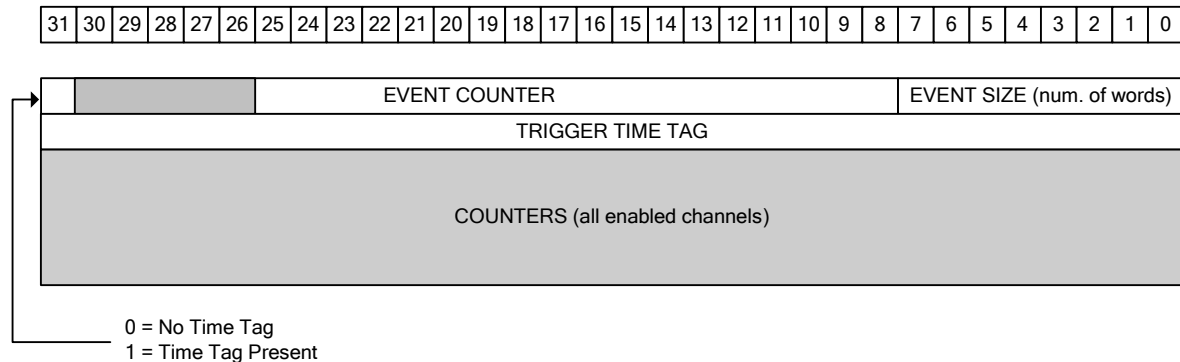 31 30 29 28 27 26 25 24 23 22 21 20 19 18 17 16 15 14 13 12 11 10 9 8 7 6 5 4 3 2 1 0
EVENT COUNTER EVENT SIZE (num. of words)
TRIGGER TIME TAG
COUNTERS (all enabled channels)
0 = No Time Tag
1 = Time Tag Present